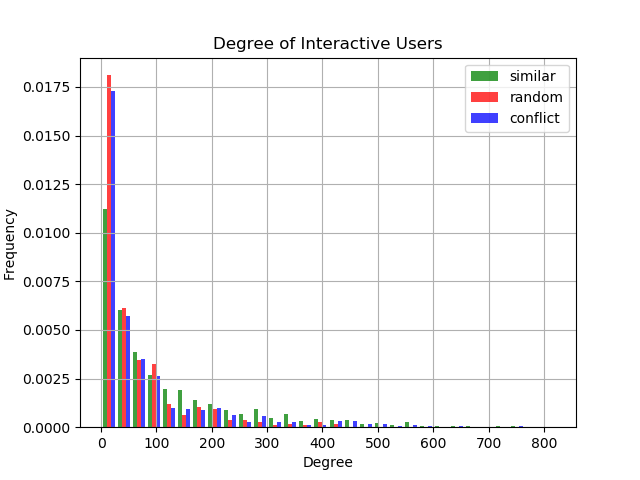 Degree of Interactive Users
similar
random
conflict
0.0175
0.0150
0.0125
0.0100
0.0075
0.0050
0.0025
0.0000
Frequency
0 100 200 300 400 500 600 700 800
Degree